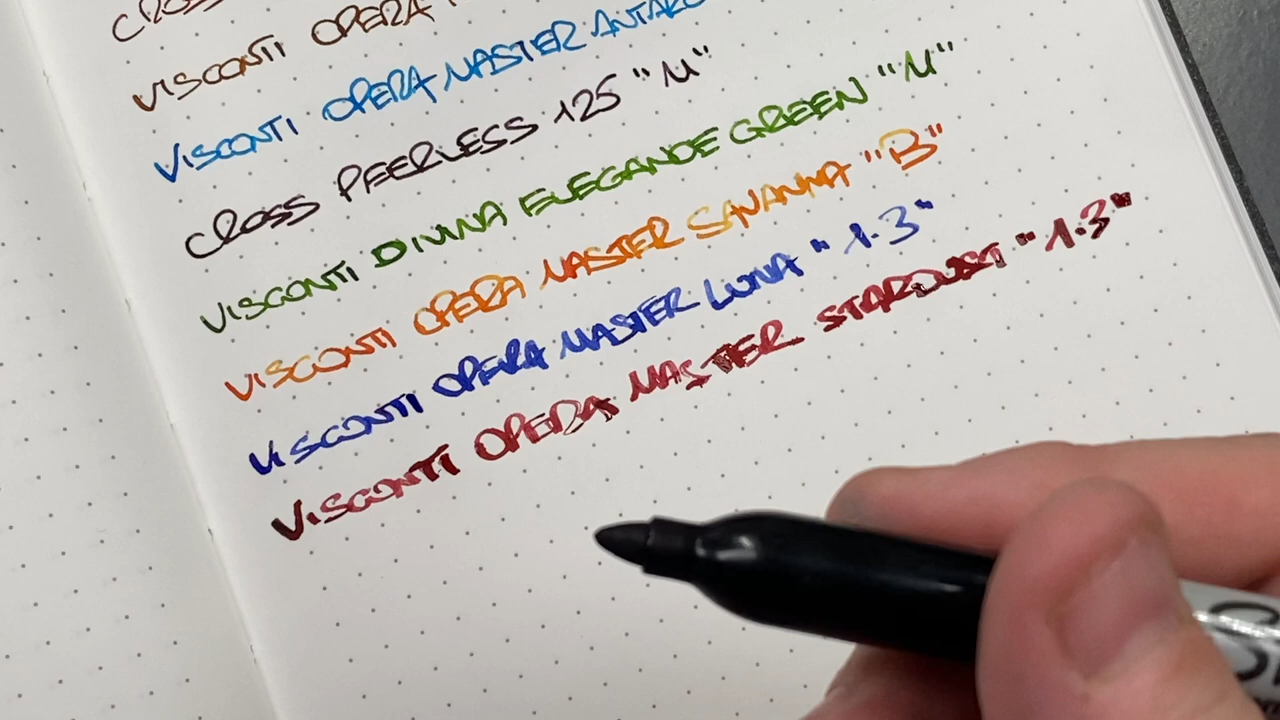 CROSS
VISCONTI OPERA
VISCONTI OPERA MASTER
CROSS PEERLESS 125 "M"
VISCONTI DIVINA ELEGANCE GREEN "M"
VISCONTI OPERA MASTER SAVANNA "B"
VISCONTI OPERA MASTER LUNA "1.3"
VISCONTI OPERA MASTER STARDUST "1.3"